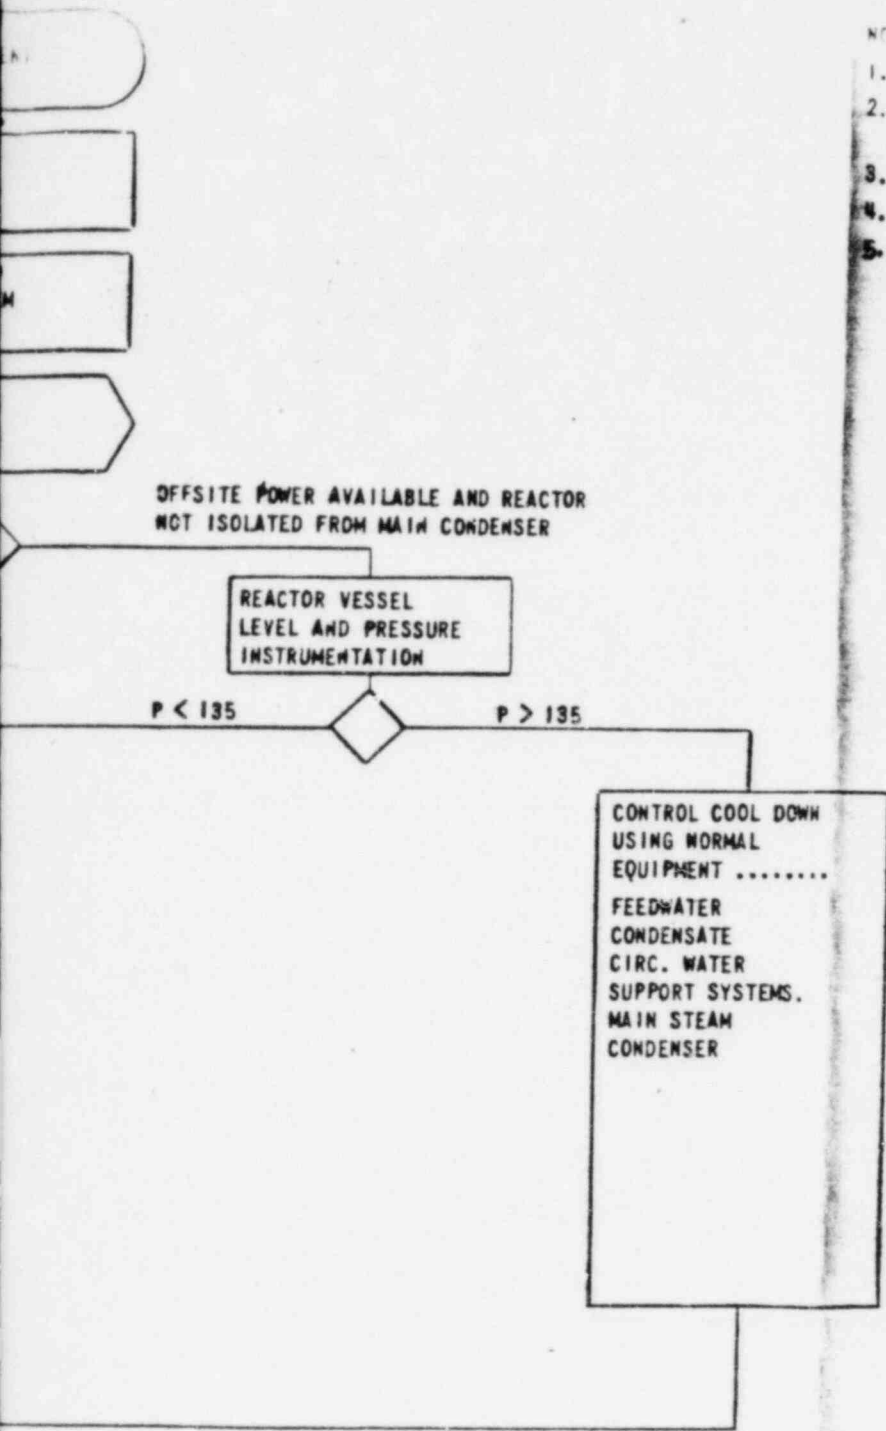 1.
2.
3.
4.
5.
M
OFFSITE POWER AVAILABLE AND REACTOR
NOT ISOLATED FROM MAIN CONDENSER
REACTOR VESSEL
LEVEL AND PRESSURE
INSTRUMENTATION
P < 135
P > 135
CONTROL COOL DOWN
USING NORMAL
EQUIPMENT ........
FEEDWATER
CONDENSATE
CIRC. WATER
SUPPORT SYSTEMS.
MAIN STEAM
CONDENSER